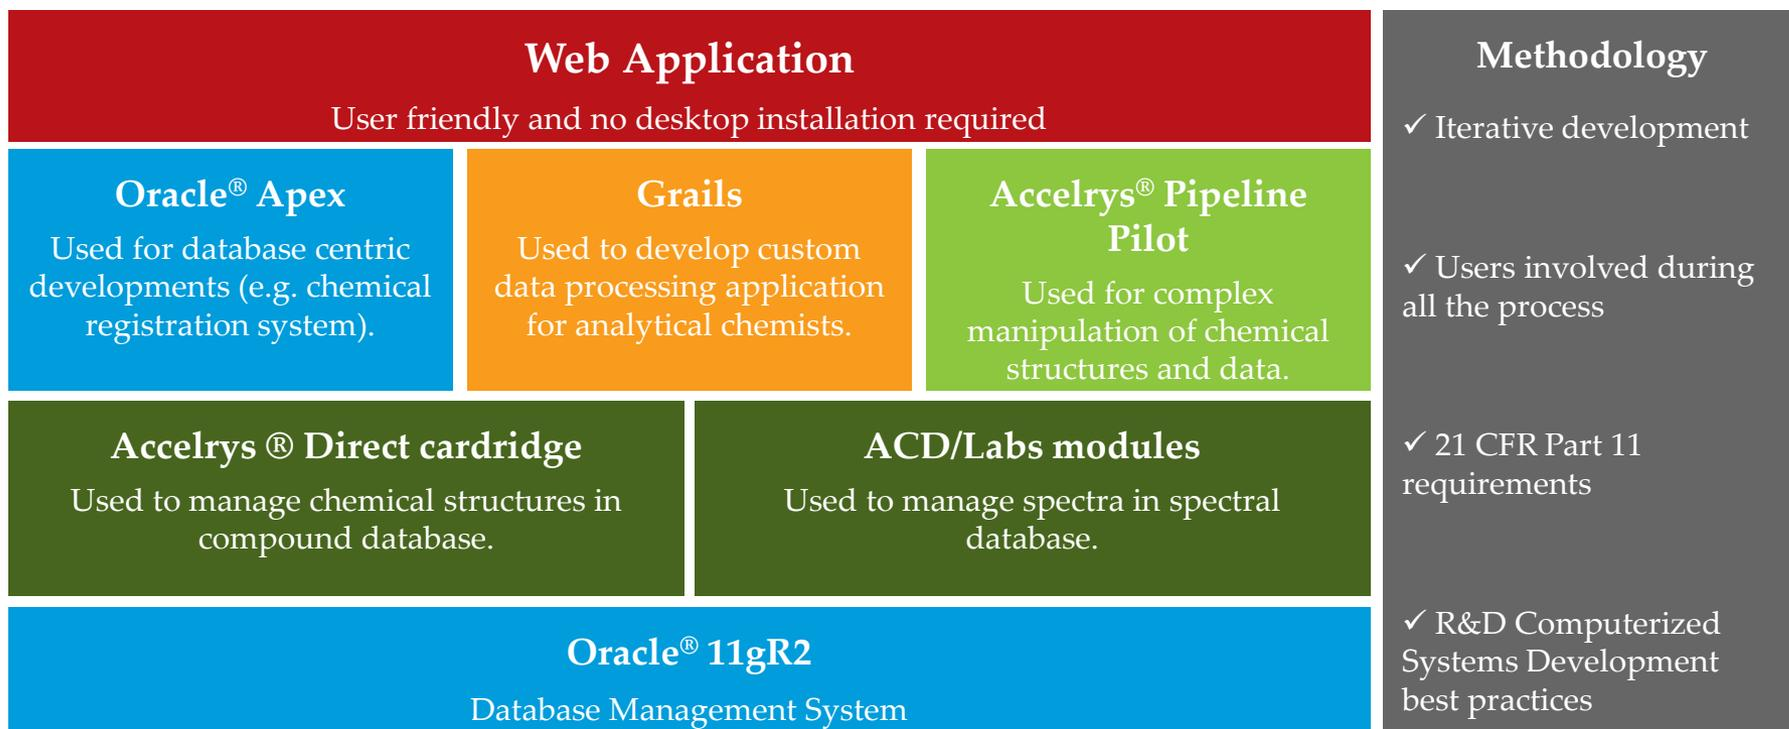 Web Application
User friendly and no desktop installation required
Oracle® Apex
Used for database centric
developments (e.g. chemical
registration system).
Grails
Used to develop custom
data processing application
for analytical chemists.
Accelrys® Pipeline
Pilot
Used for complex
manipulation of chemical
structures and data.
Accelrys ® Direct cardridge
Used to manage chemical structures in
compound database.
ACD/Labs modules
Used to manage spectra in spectral
database.
Oracle® 11gR2
Database Management System
Methodology
✓ Iterative development
✓ Users involved during
all the process
✓ 21 CFR Part 11
requirements
✓ R&D Computerized
Systems Development
best practices